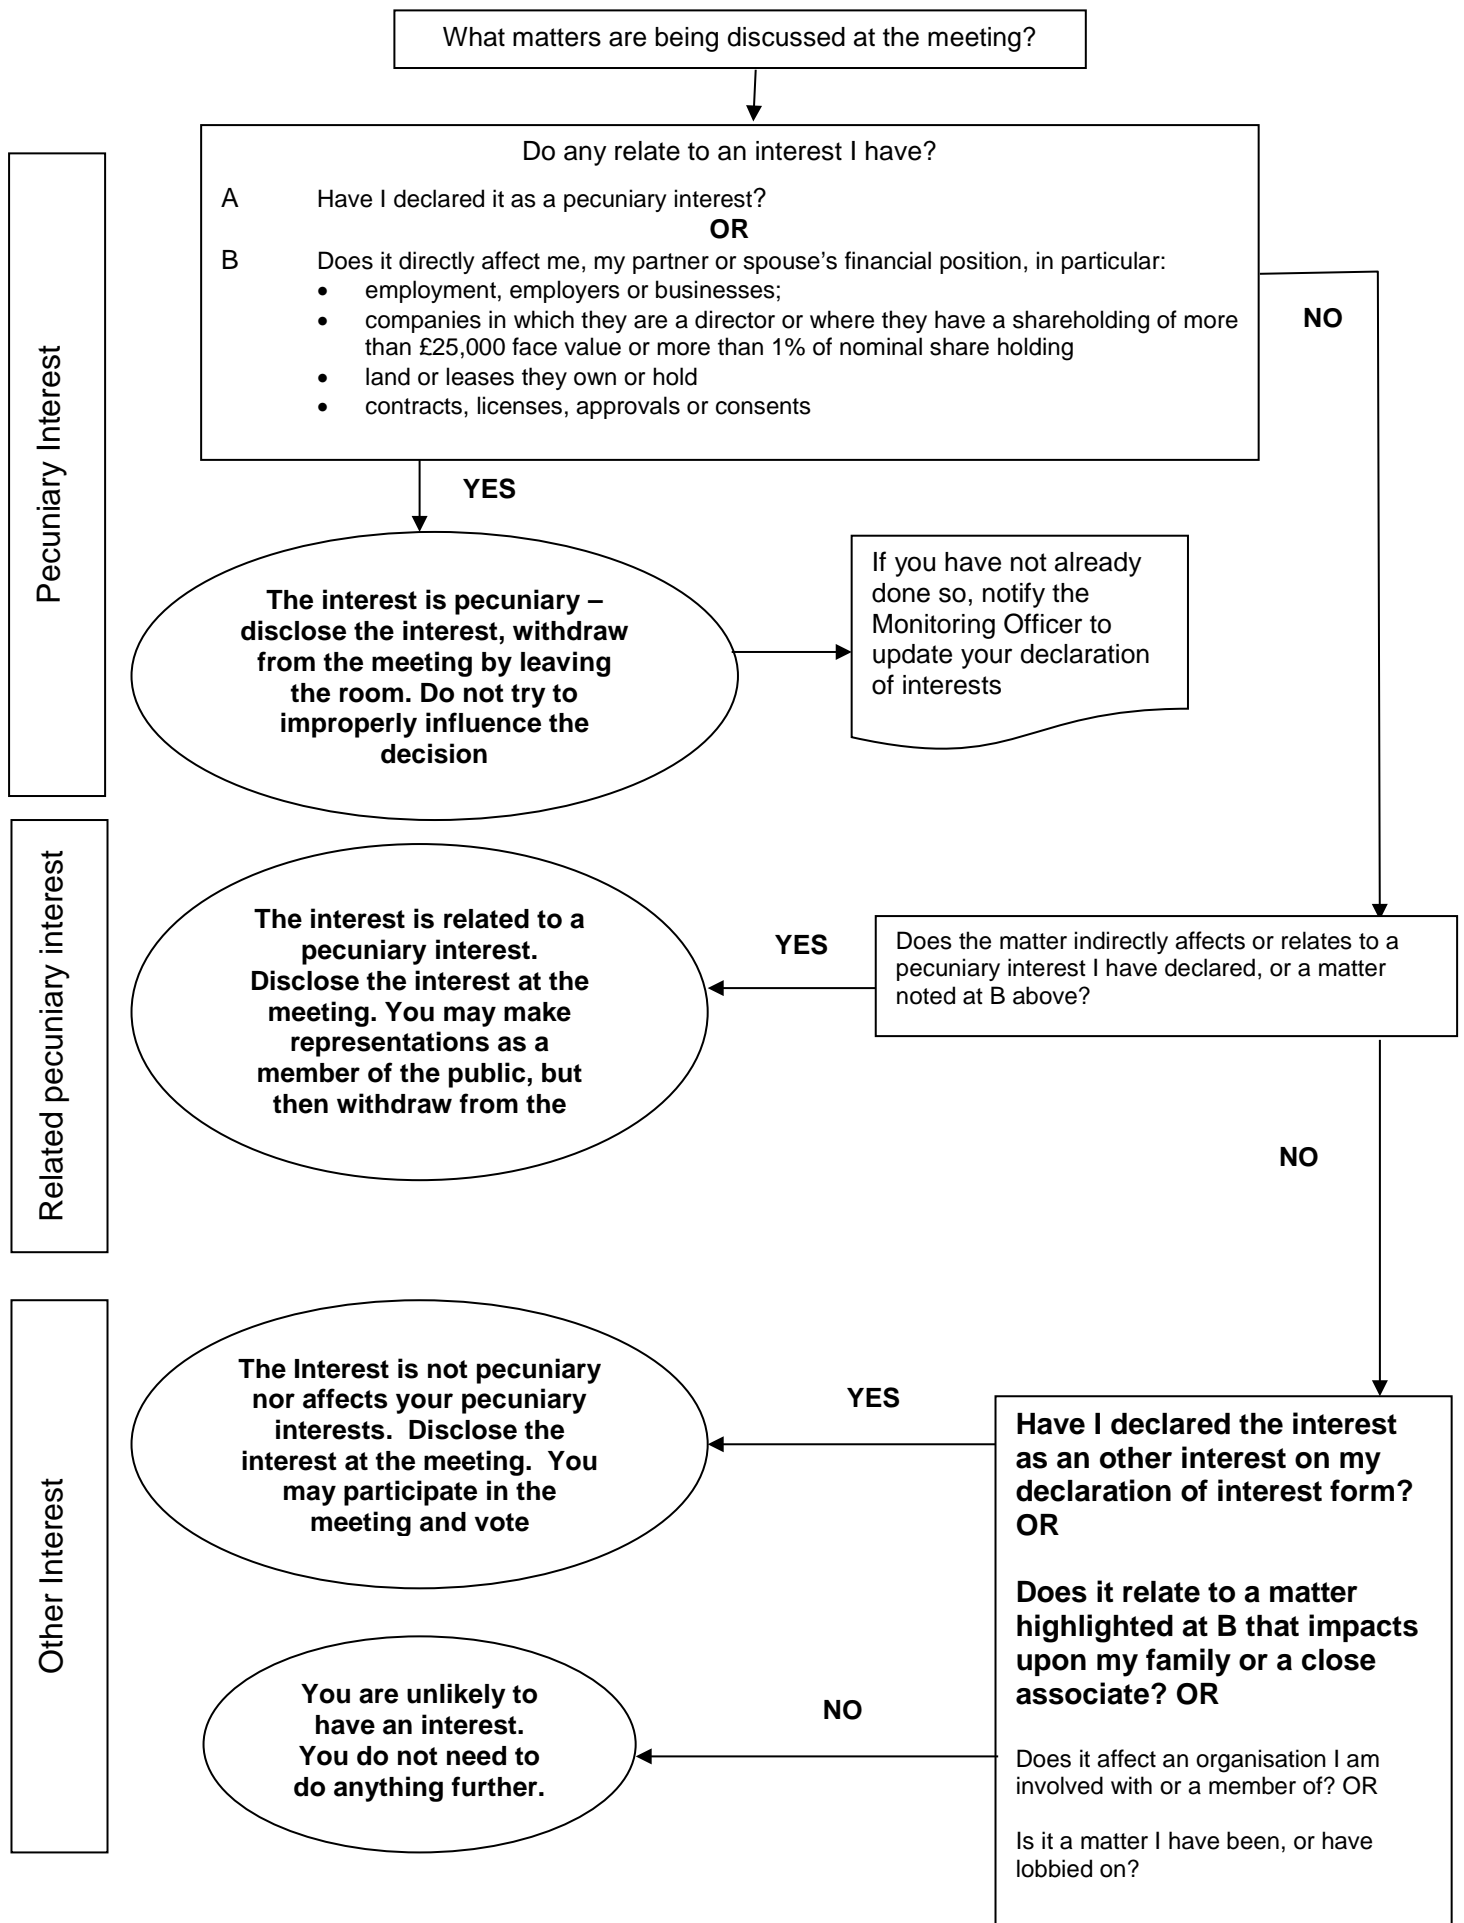 What matters are being discussed at the meeting?
Pecuniary Interest
Do any relate to an interest I have?
A Have I declared it as a pecuniary interest?
OR
B Does it directly affect me, my partner or spouse's financial position, in particular:
• employment, employers or businesses;
• companies in which they are a director or where they have a shareholding of more
than £25,000 face value or more than 1% of nominal share holding
• land or leases they own or hold
• contracts, licenses, approvals or consents
NO
YES
The interest is pecuniary –
disclose the interest, withdraw
from the meeting by leaving
the room. Do not try to
improperly influence the
decision
If you have not already
done so, notify the
Monitoring Officer to
update your declaration
of interests
Related pecuniary interest
The interest is related to a
pecuniary interest.
Disclose the interest at the
meeting. You may make
representations as a
member of the public, but
then withdraw from the
YES
Does the matter indirectly affects or relates to a
pecuniary interest I have declared, or a matter
noted at B above?
NO
Other Interest
The Interest is not pecuniary
nor affects your pecuniary
interests. Disclose the
interest at the meeting. You
may participate in the
meeting and vote
YES
Have I declared the interest
as an other interest on my
declaration of interest form?
OR
Does it relate to a matter
highlighted at B that impacts
upon my family or a close
associate? OR
Does it affect an organisation I am
involved with or a member of? OR
Is it a matter I have been, or have
lobbied on?
NO
You are unlikely to
have an interest.
You do not need to
do anything further.